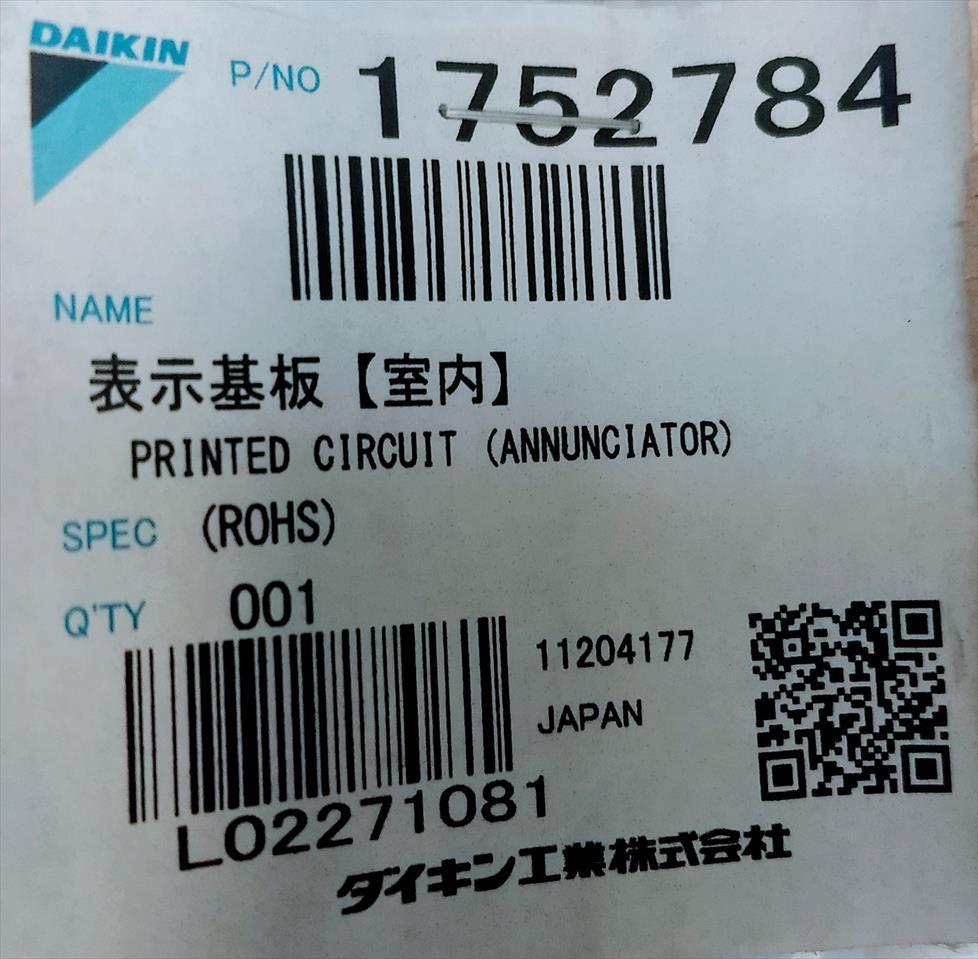 DAIKIN
P/NO 1752784
NAME
表示基板【室内】
PRINTED CIRCUIT (ANNUNCIATOR)
SPEC (ROHS)
Q'TY 001
11204177
JAPAN
L02271081
ダイキン工業株式会社